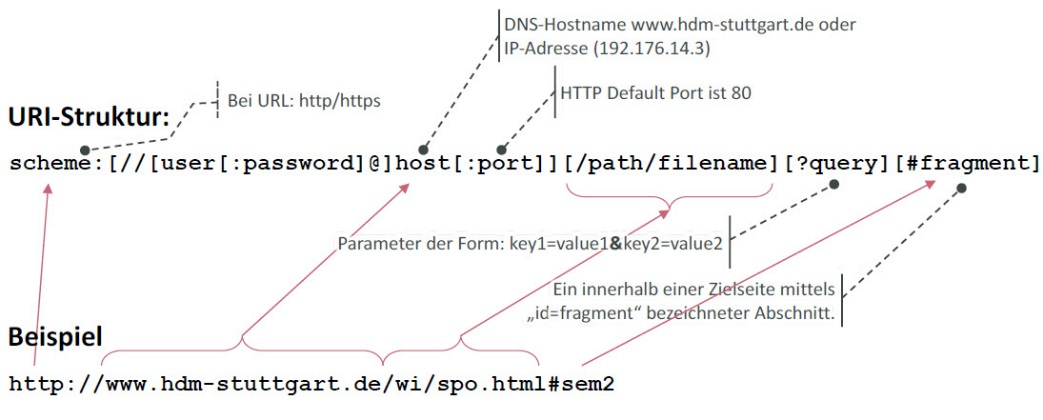 DNS-Hostname www.hdm-stuttgart.de oder
IP-Adresse (192.176.14.3)
Bei URL: http/https
HTTP Default Port ist 80
URI-Struktur:
scheme:[//[user[:password]@]host[:port]][/path/filename][?query][#fragment]
Parameter der Form: key1=value1&key2=value2
Ein innerhalb einer Zielseite mittels
„id=fragment“ bezeichneter Abschnitt.
Beispiel
http://www.hdm-stuttgart.de/wi/spo.html#sem2